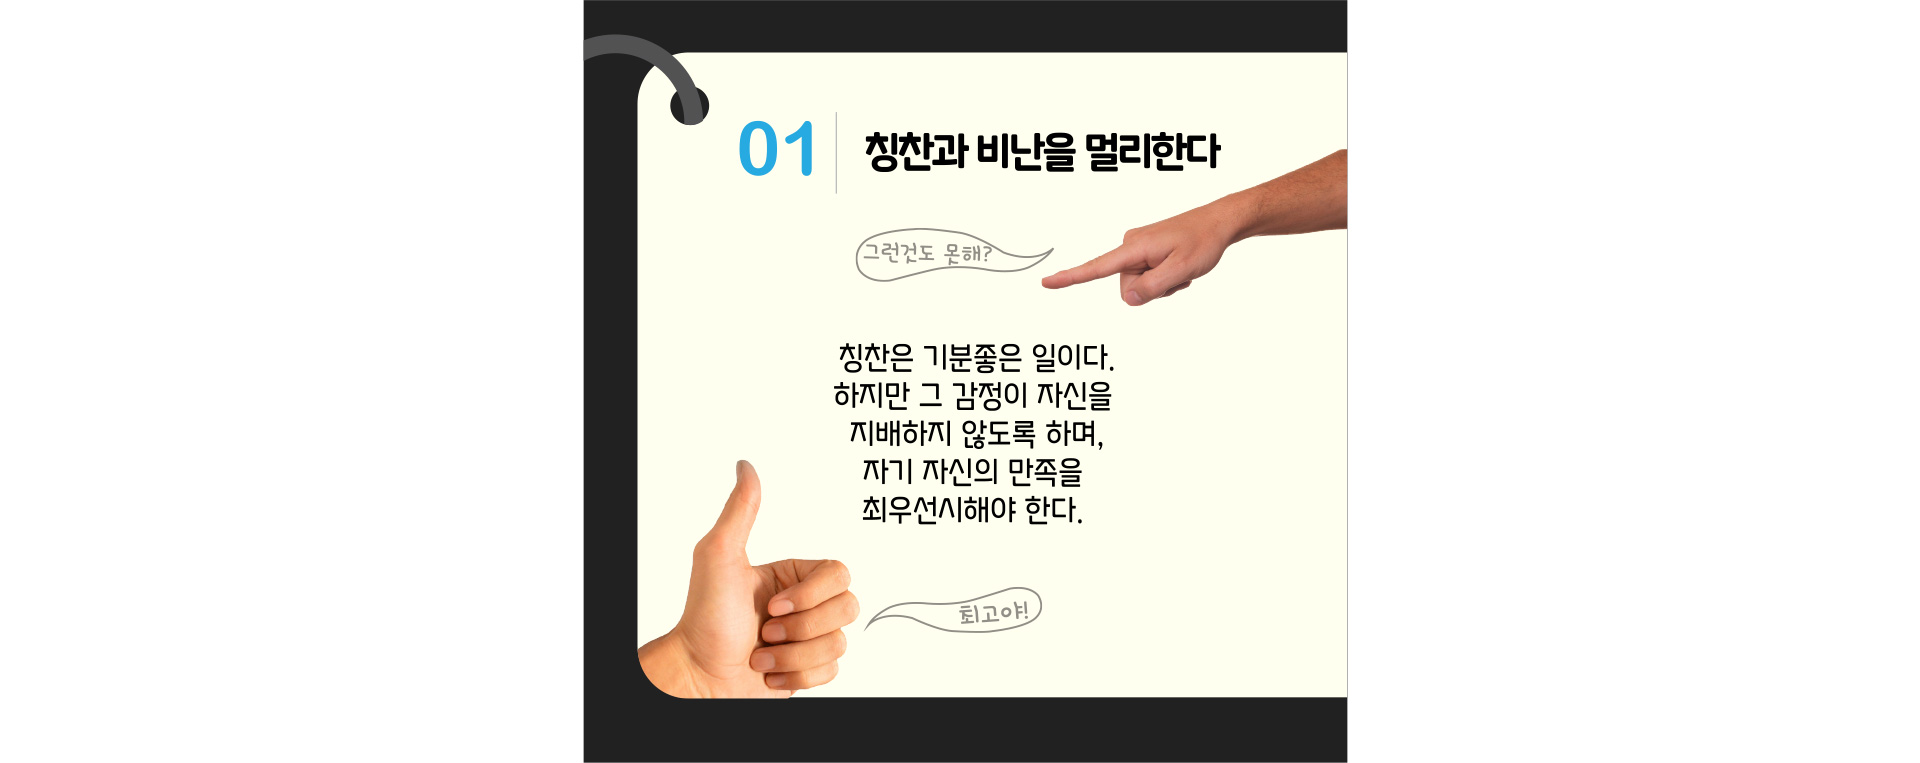 01 칭찬과 비난을 멀리한다
그런것도 못해?
칭찬은 기분좋은 일이다.
하지만 그 감정이 자신을
지배하지 않도록 하며,
자기 자신의 만족을
최우선시해야 한다.
최고야!